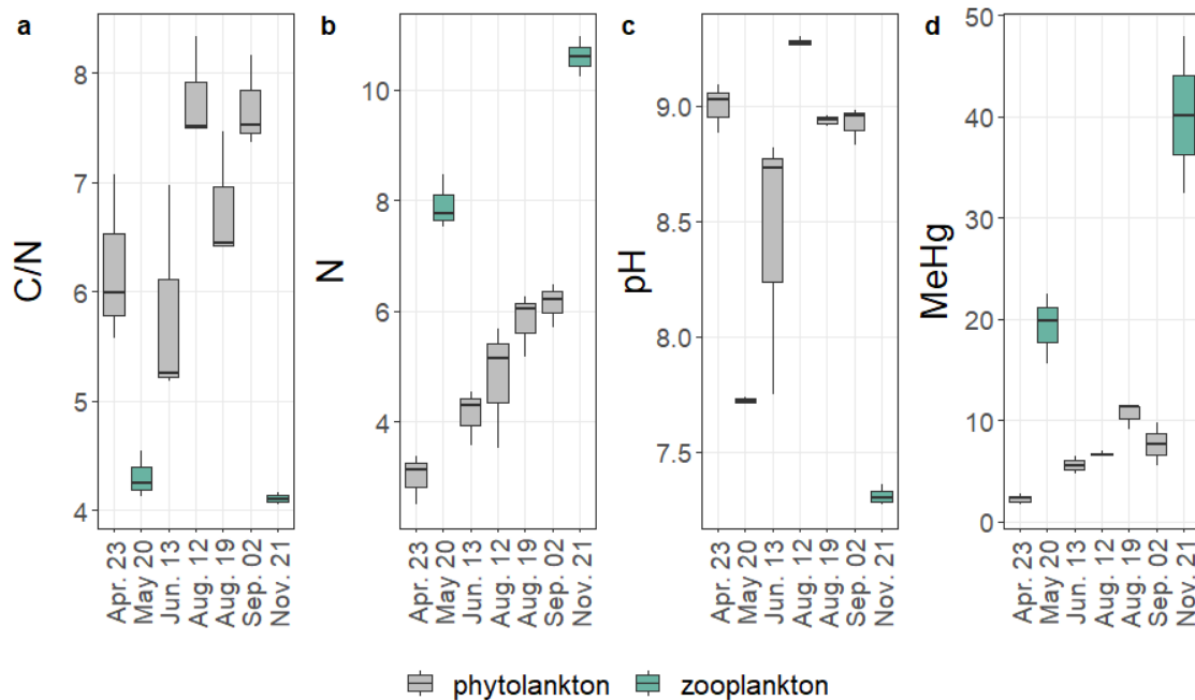 a
C/N
8
7
6
5
4
Apr. 23
May 20
Jun. 13
Aug. 12
Aug. 19
Sep. 02
Nov. 21
b
N
10
8
6
4
Apr. 23
May 20
Jun. 13
Aug. 12
Aug. 19
Sep. 02
Nov. 21
c
pH
9.0
8.5
8.0
7.5
Apr. 23
May 20
Jun. 13
Aug. 12
Aug. 19
Sep. 02
Nov. 21
d
MeHg
50
40
30
20
10
0
Apr. 23
May 20
Jun. 13
Aug. 12
Aug. 19
Sep. 02
Nov. 21
phytolankton zooplankton